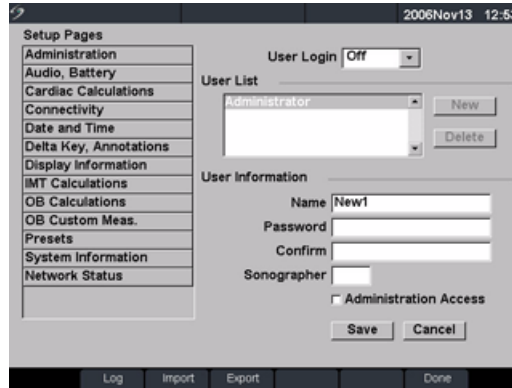 2006Nov13 12:53
Setup Pages
Administration
Audio, Battery
Cardiac Calculations
Connectivity
Date and Time
Delta Key, Annotations
Display Information
IMT Calculations
OB Calculations
OB Custom Meas.
Presets
System Information
Network Status
User Login Off
User List
Administrator
New
Delete
User Information
Name New1
Password
Confirm
Sonographer
Administration Access
Save Cancel
Log Import Export Done